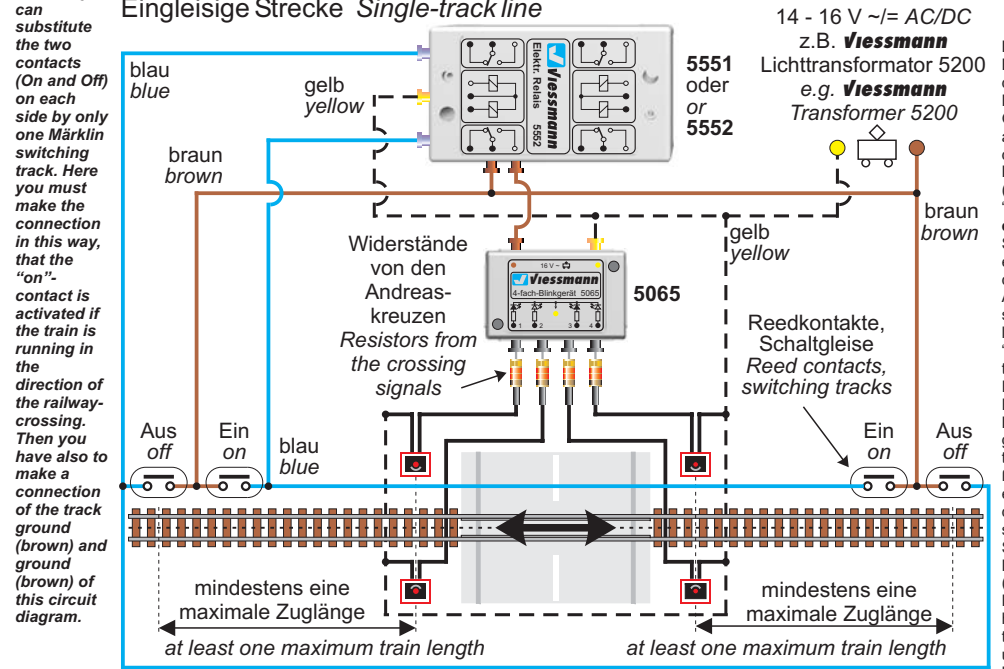 can
substitute
the two
contacts
(On and Off)
on each
side by only
one Märklin
switching
track. Here
you must
make the
connection
in this way,
that the
“on”-
contact is
activated if
the train is
running in
the
direction of
the railway-
crossing.
Then you
have also to
make a
connection
of the track
ground
(brown) and
ground
(brown) of
this circuit
diagram.
Eingleisige Strecke Single-track line
blau
blue
gelb
yellow
braun
brown
Viessmann
Elektr. Relais 5552
5551
oder
or
5552
14 - 16 V ~/= AC/DC
z.B. Viessmann
Lichttransformator 5200
e.g. Viessmann
Transformer 5200
braun
brown
gelb
yellow
Widerstände
von den
Andreas-
kreuzen
Resistors from
the crossing
signals
16 V ~
Viessmann
4-fach-Blinkgerät 5065
1 2 3 4
5065
Reedkontakte,
Schaltgleise
Reed contacts,
switching tracks
Aus
off
Ein
on
blau
blue
Ein
on
Aus
off
mindestens eine
maximale Zuglänge
at least one maximum train length
mindestens eine
maximale Zuglänge
at least one maximum train length